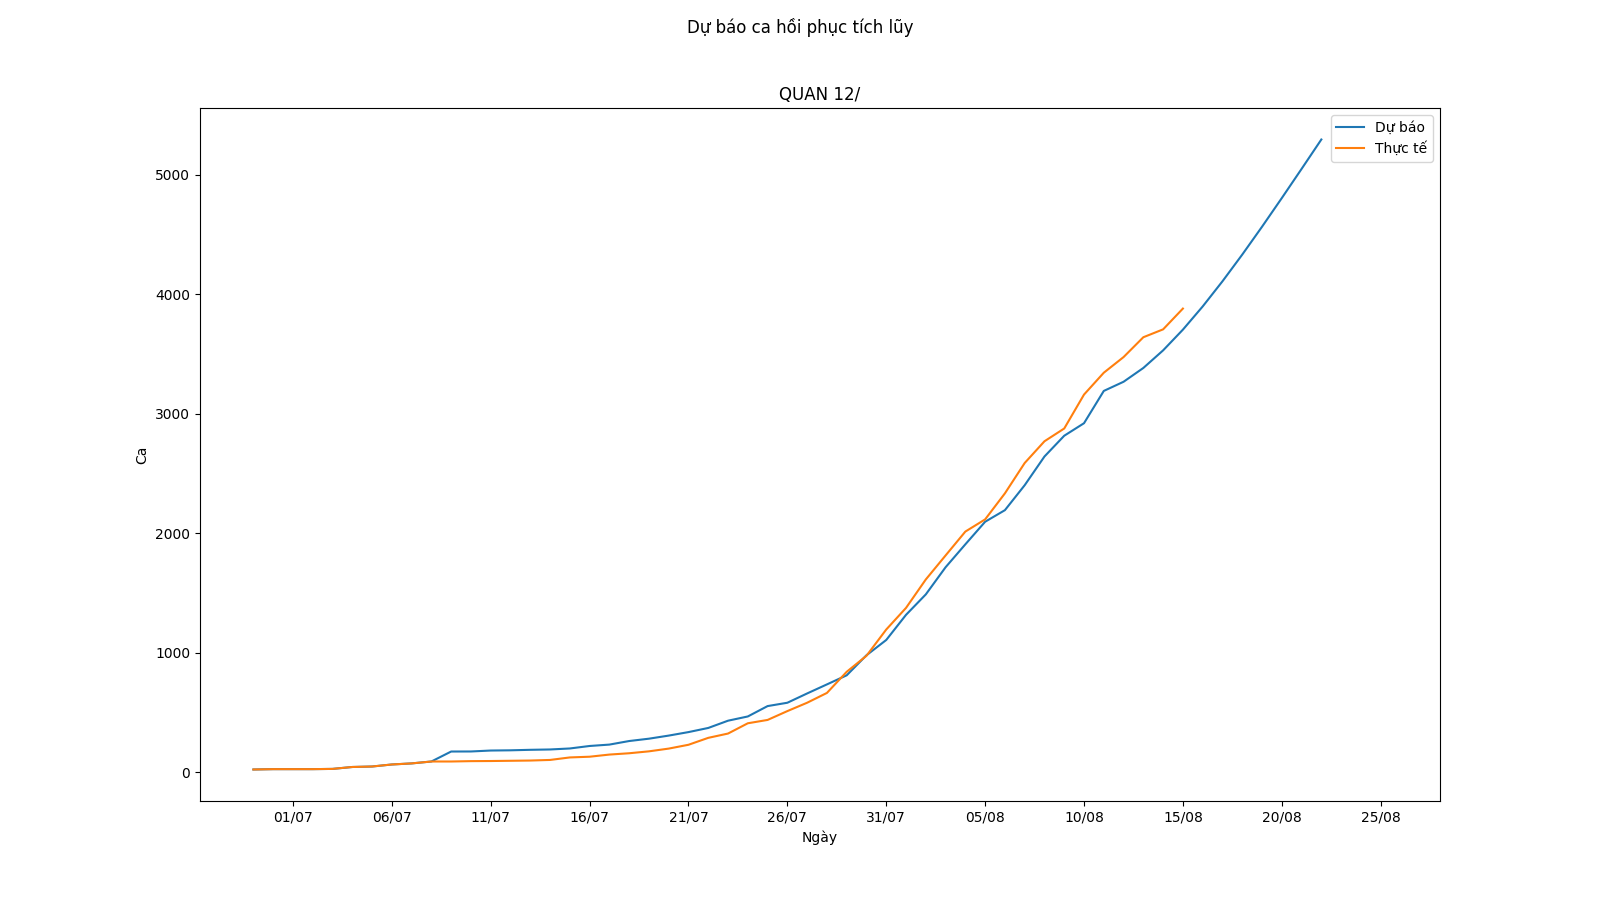 Dự báo ca hồi phục tích lũy
QUAN 12/
Dự báo
Thực tế
5000
4000
3000
2000
1000
0
Ca
01/07 06/07 11/07 16/07 21/07 26/07 31/07 05/08 10/08 15/08 20/08 25/08
Ngày